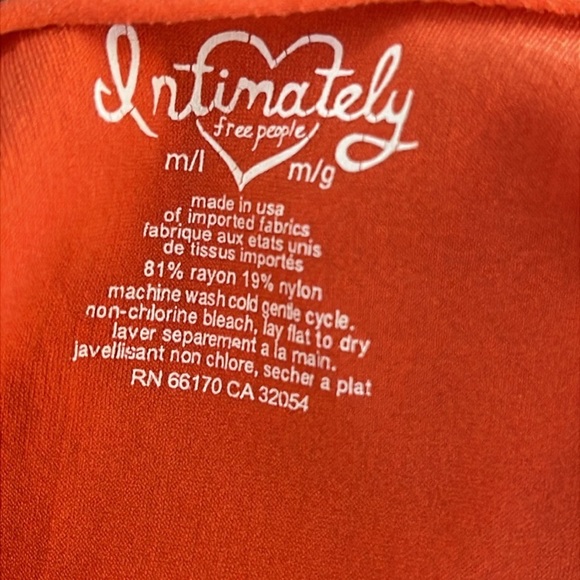 Intimately
free people
m/l m/g
made in usa
of imported fabrics
fabrique aux etats unis
de tissus importés
81% rayon 19% nylon
machine wash cold gentle cycle.
non-chlorine bleach, lay flat to dry
laver separement a la main.
javellisant non chlore, secher a plat
RN 66170 CA 32054